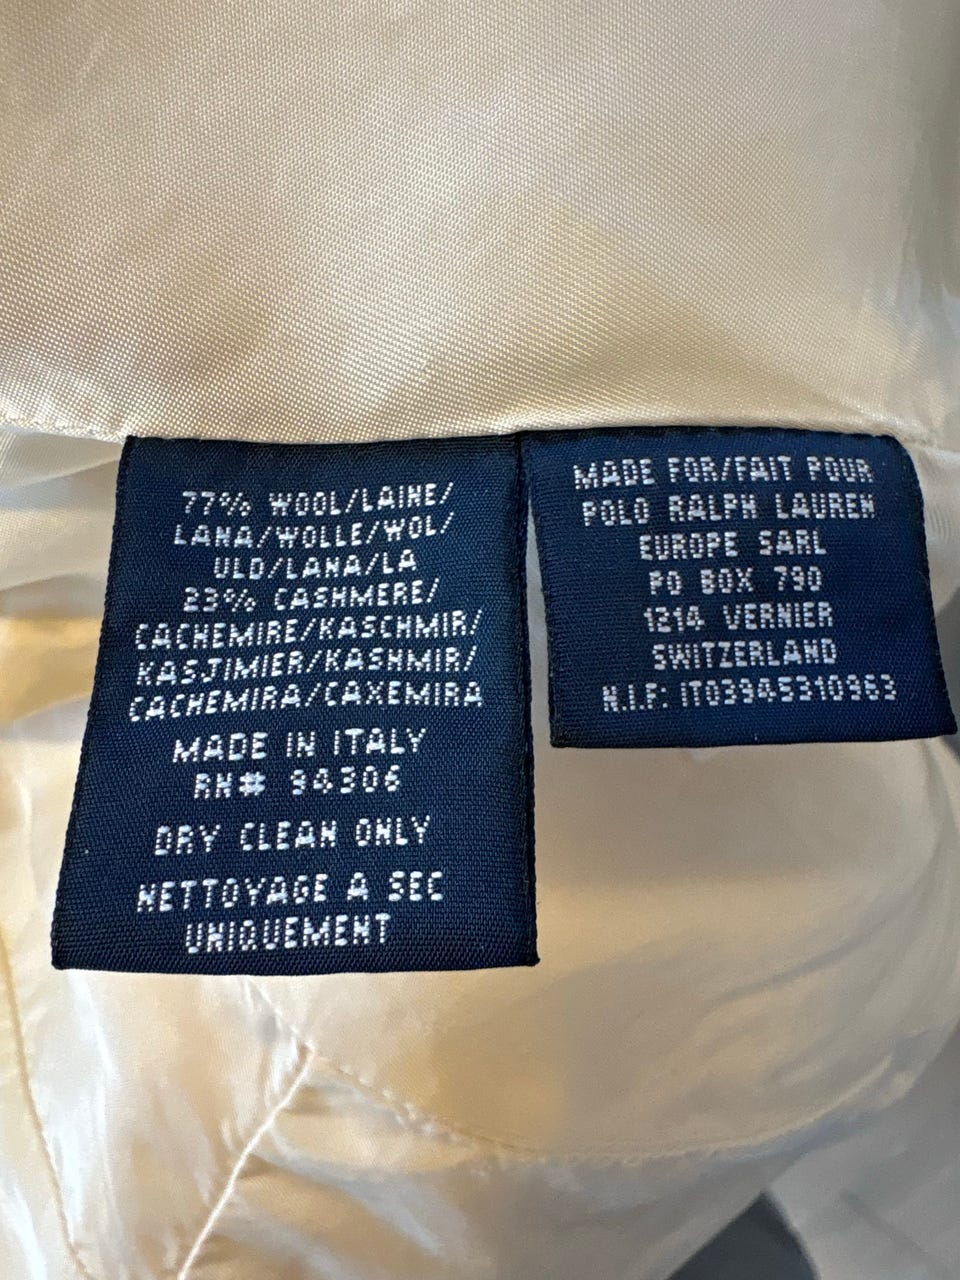 77% WOOL/LAINE/
LANA/WOLLE/WOL/
ULD/LANA/LA
23% CASHMERE/
CACHEMIRE/KASCHMIR/
KASJIMIER/KASHMIR/
CACHEMIRA/CAXEMIRA
MADE IN ITALY
RN# 94306
DRY CLEAN ONLY
NETTOYAGE A SEC
UNIQUEMENT
MADE FOR/FAIT POUR
POLO RALPH LAUREN
EUROPE SARL
PO BOX 790
1214 VERNIER
SWITZERLAND
N.I.F: IT03945310963